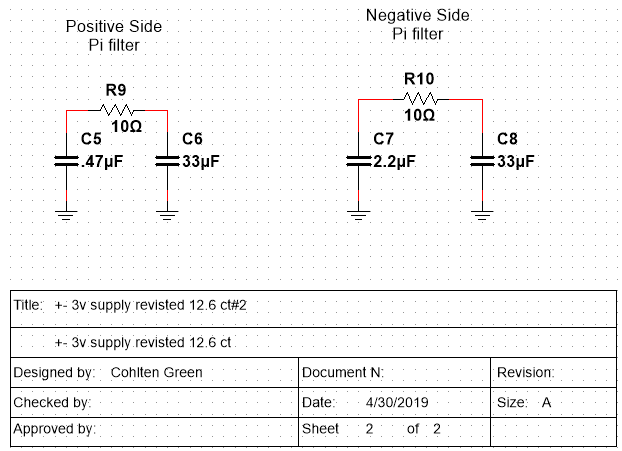 Positive Side
Pi filter
Negative Side
Pi filter
R9
10Ω
C5
.47µF
C6
33µF
R10
10Ω
C7
2.2µF
C8
33µF
Title: +- 3v supply revisted 12.6 ct#2
+- 3v supply revisted 12.6 ct
Designed by: Cohlten Green
Document N:
Revision:
Checked by:
Date: 4/30/2019
Size: A
Approved by:
Sheet 2 of 2